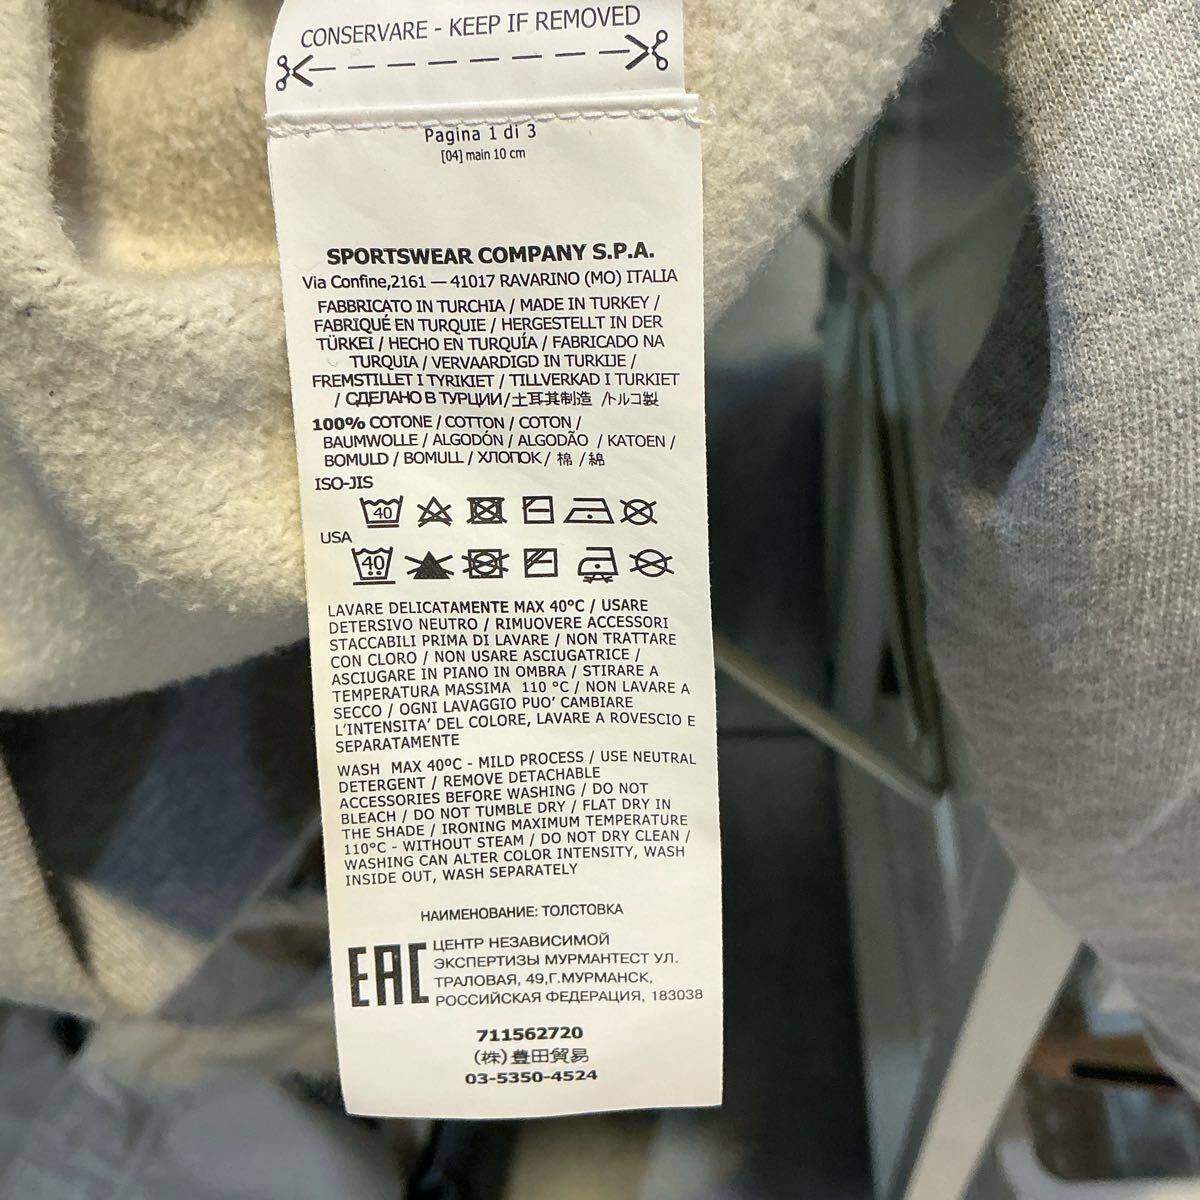 CONSERVARE - KEEP IF REMOVED
Pagina 1 di 3
[04] main 10 cm
SPORTSWEAR COMPANY S.P.A.
Via Confine,2161 — 41017 RAVARINO (MO) ITALIA
FABBRICATO IN TURCHIA / MADE IN TURKEY /
FABRIQUÉ EN TURQUIE / HERGESTELLT IN DER
TÜRKEI / HECHO EN TURQUÍA / FABRICADO NA
TURQUIA / VERVAARDIGD IN TURKIJE /
FREMSTILLET I TYRKIET / TILLVERKAD I TURKIET
/ СДЕЛАНО В ТУРЦИИ/土耳其制造 /トルコ製
100% COTONE / COTTON / COTON /
BAUMWOLLE / ALGODÓN / ALGODÃO / KATOEN /
BOMULD / BOMULL / ХЛОПОК / 棉 / 綿
ISO-JIS
40
USA
40
LAVARE DELICATAMENTE MAX 40°C / USARE
DETERSIVO NEUTRO / RIMUOVERE ACCESSORI
STACCABILI PRIMA DI LAVARE / NON TRATTARE
CON CLORO / NON USARE ASCIUGATRICE /
ASCIUGARE IN PIANO IN OMBRA / STIRARE A
TEMPERATURA MASSIMA 110 °C / NON LAVARE A
SECCO / OGNI LAVAGGIO PUO' CAMBIARE
L'INTENSITA' DEL COLORE, LAVARE A ROVESCIO E
SEPARATAMENTE
WASH MAX 40°C - MILD PROCESS / USE NEUTRAL
DETERGENT / REMOVE DETACHABLE
ACCESSORIES BEFORE WASHING / DO NOT
BLEACH / DO NOT TUMBLE DRY / FLAT DRY IN
THE SHADE / IRONING MAXIMUM TEMPERATURE
110°C - WITHOUT STEAM / DO NOT DRY CLEAN /
WASHING CAN ALTER COLOR INTENSITY, WASH
INSIDE OUT, WASH SEPARATELY
НАИМЕНОВАНИЕ: ТОЛСТОВКА
EAC
ЦЕНТР НЕЗАВИСИМОЙ
ЭКСПЕРТИЗЫ МУРМАНТЕСТ УЛ.
ТРАЛОВАЯ, 49,Г.МУРМАНСК,
РОССИЙСКАЯ ФЕДЕРАЦИЯ, 183038
711562720
(株)豊田貿易
03-5350-4524